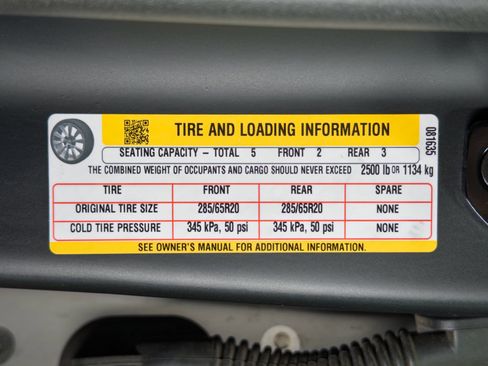 TIRE AND LOADING INFORMATION
081635
SEATING CAPACITY – TOTAL 5 FRONT 2 REAR 3
THE COMBINED WEIGHT OF OCCUPANTS AND CARGO SHOULD NEVER EXCEED 2500 lb OR 1134 kg
TIRE FRONT REAR SPARE
ORIGINAL TIRE SIZE 285/65R20 285/65R20 NONE
COLD TIRE PRESSURE 345 kPa, 50 psi 345 kPa, 50 psi NONE
SEE OWNER'S MANUAL FOR ADDITIONAL INFORMATION.